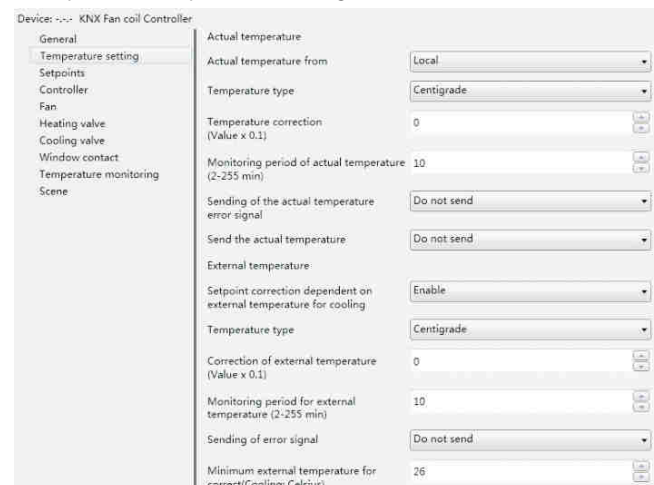 Device: -.-.- KNX Fan coil Controller
General
Temperature setting
Setpoints
Controller
Fan
Heating valve
Cooling valve
Window contact
Temperature monitoring
Scene
Actual temperature
Actual temperature from
Local
Temperature type
Centigrade
Temperature correction
(Value x 0.1)
0
Monitoring period of actual temperature
(2-255 min)
10
Sending of the actual temperature
error signal
Do not send
Send the actual temperature
Do not send
External temperature
Setpoint correction dependent on
external temperature for cooling
Enable
Temperature type
Centigrade
Correction of external temperature
(Value x 0.1)
0
Monitoring period for external
temperature (2-255 min)
10
Sending of error signal
Do not send
Minimum external temperature for
correct(Cooling: Celsius)
26